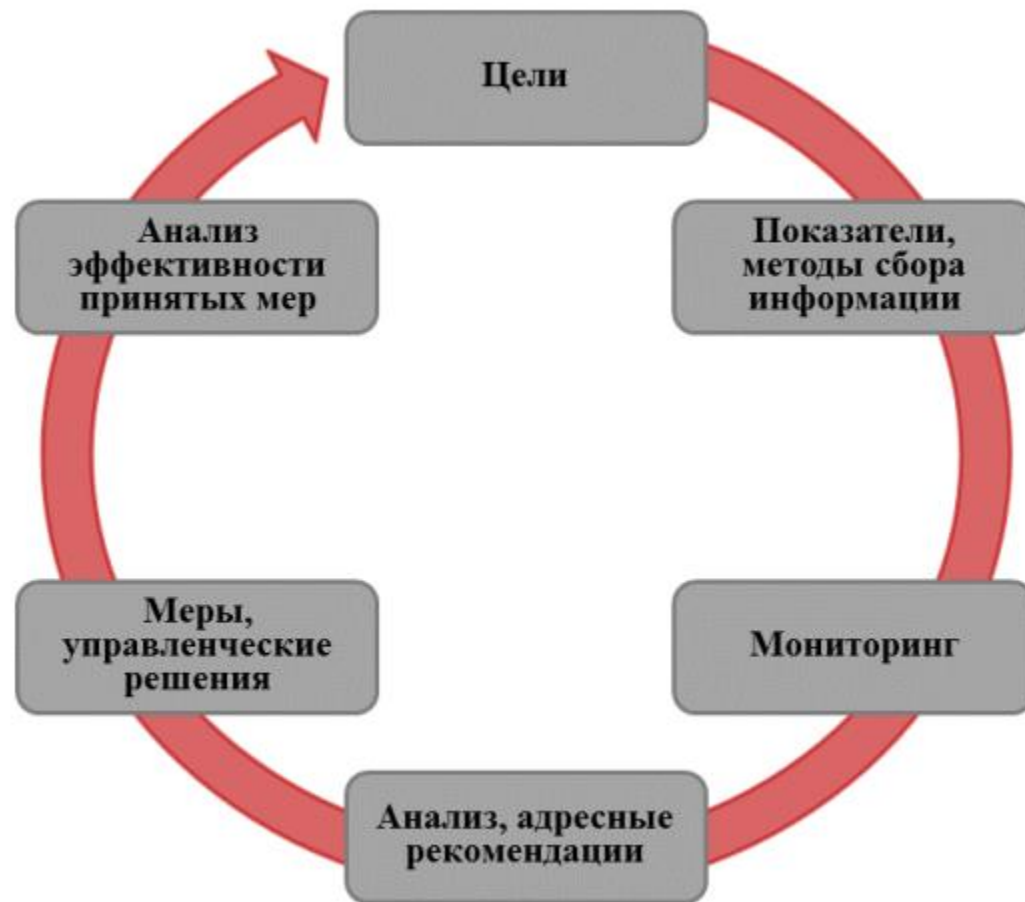 Цели
Показатели,
методы сбора
информации
Мониторинг
Анализ, адресные
рекомендации
Меры,
управленческие
решения
Анализ
эффективности
принятых мер